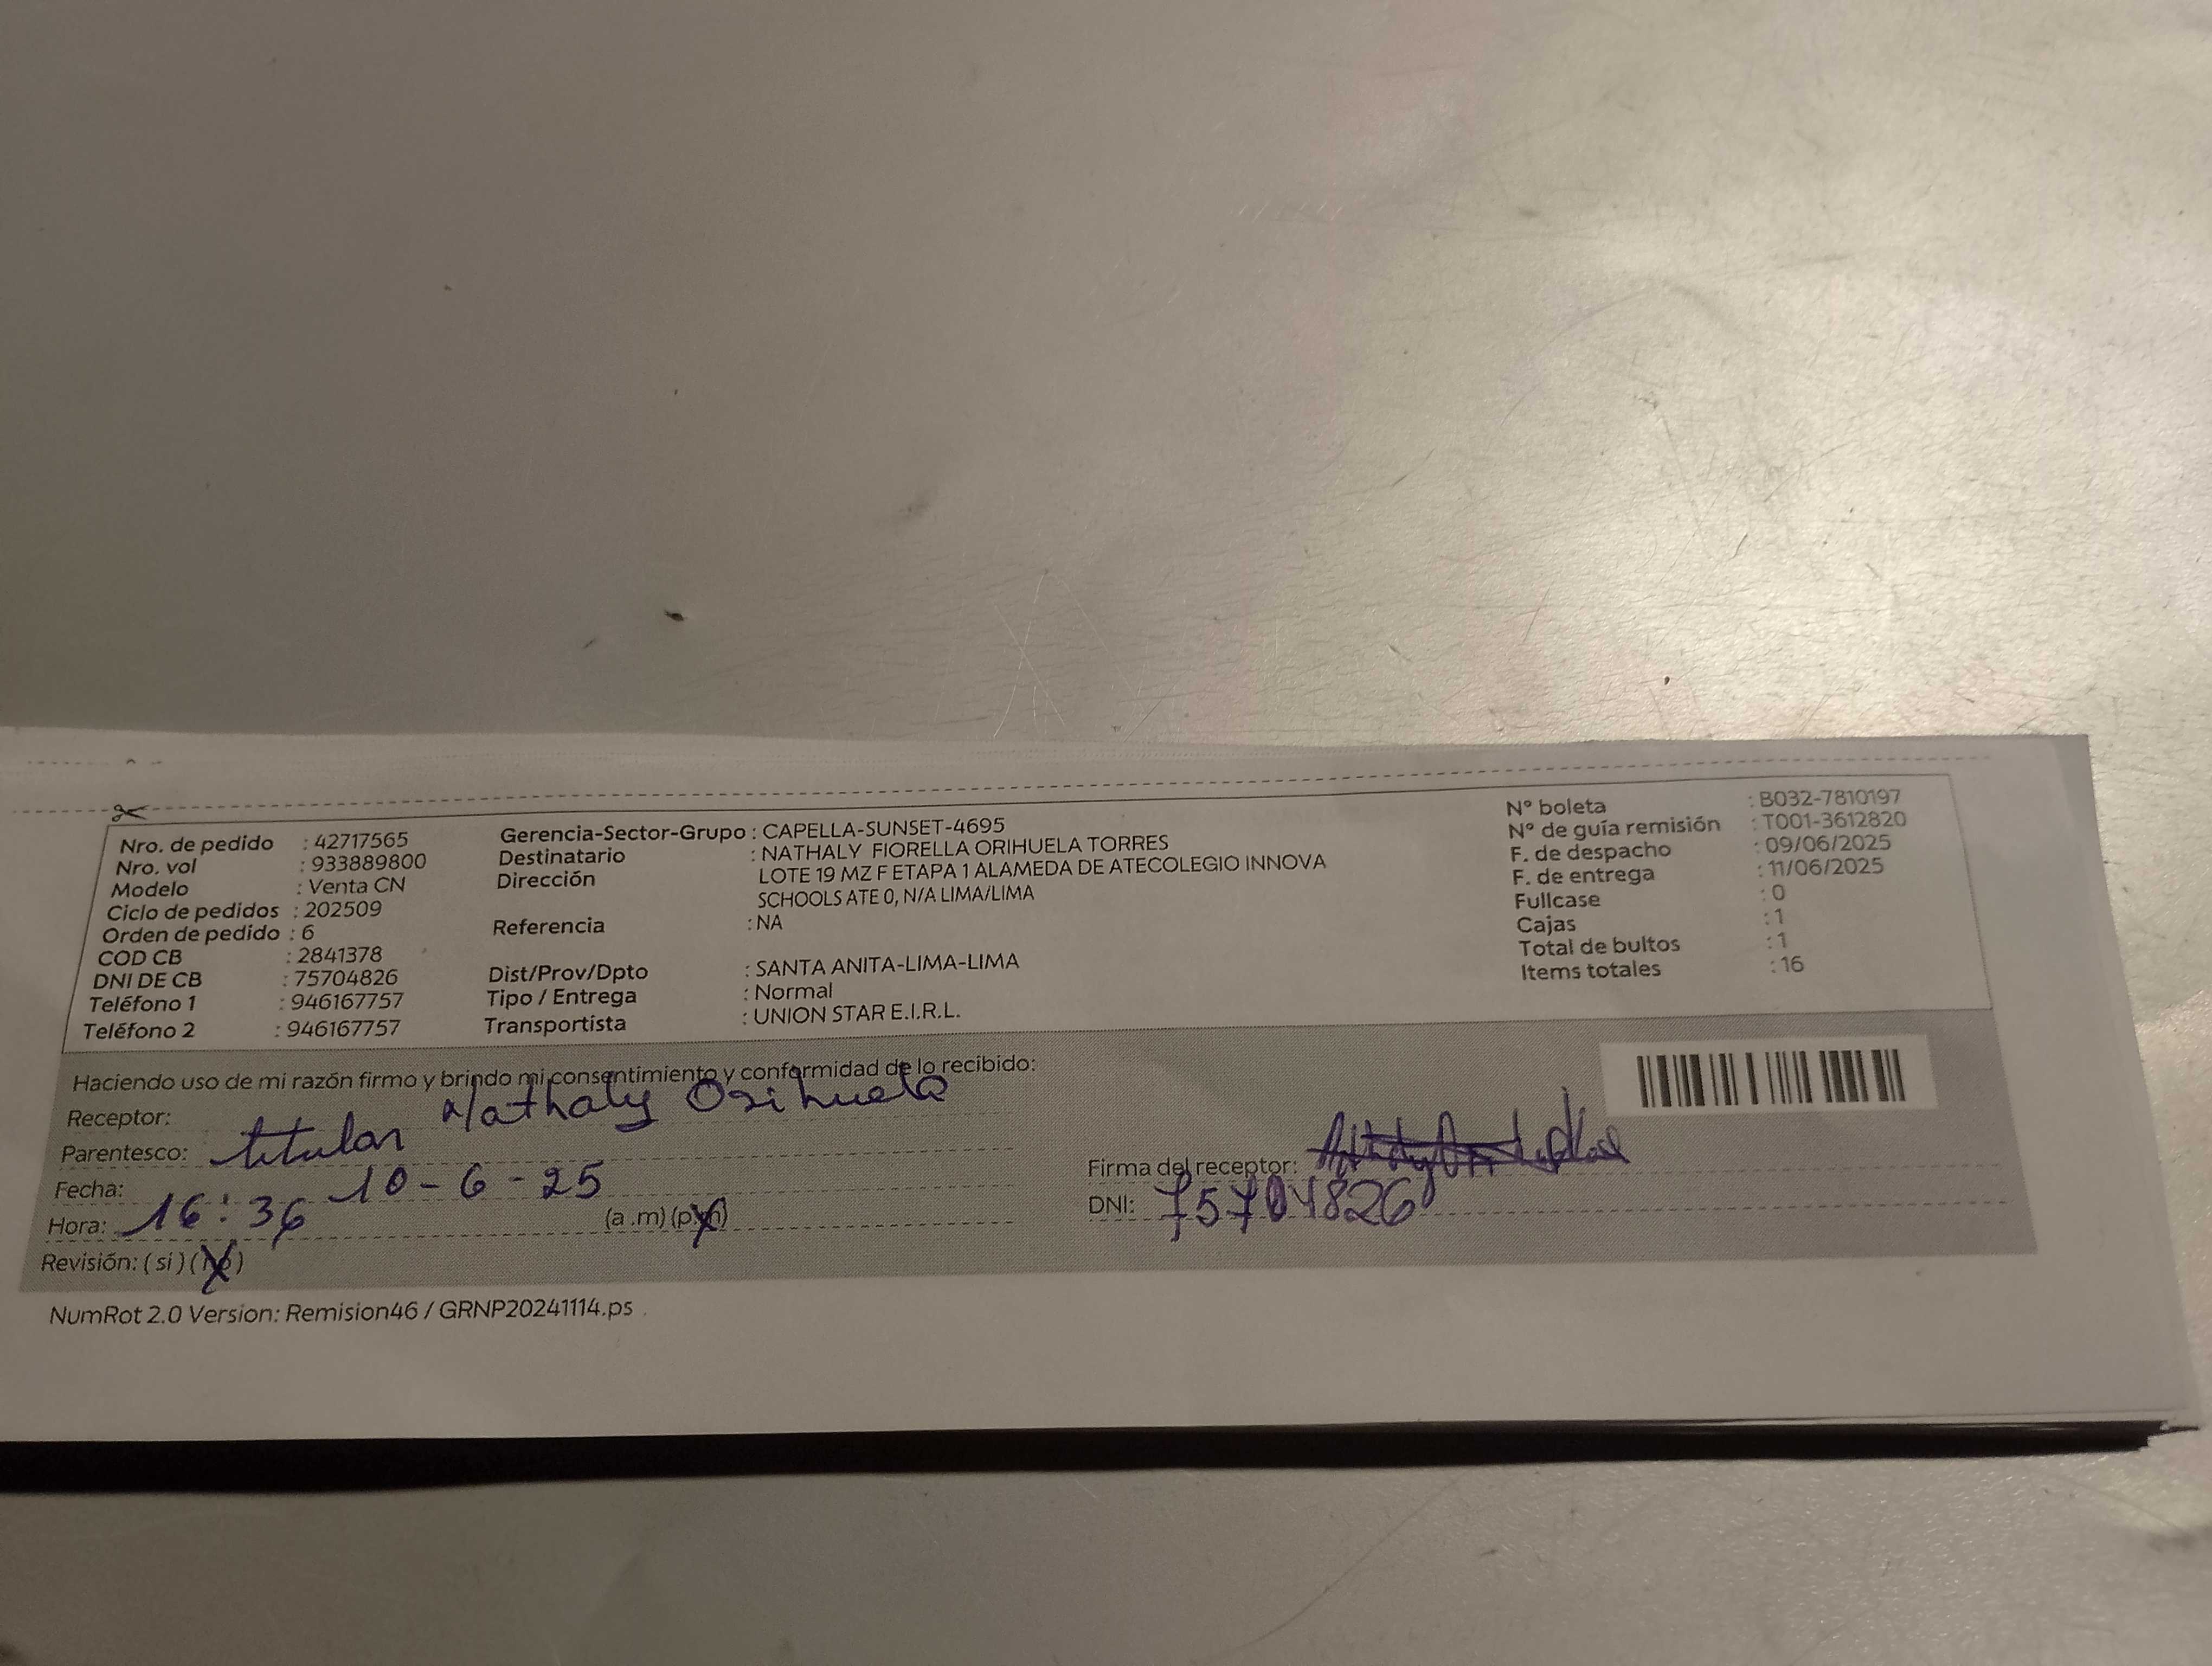 Nro. de pedido : 42717565
Nro. vol : 933889800
Modelo : Venta CN
Ciclo de pedidos : 202509
Orden de pedido : 6
COD CB : 2841378
DNI DE CB : 75704826
Teléfono 1 : 946167757
Teléfono 2 : 946167757
Gerencia-Sector-Grupo : CAPELLA-SUNSET-4695
Destinatario : NATHALY FIORELLA ORIHUELA TORRES
Dirección LOTE 19 MZ F ETAPA 1 ALAMEDA DE ATECOLEGIO INNOVA
SCHOOLS ATE 0, N/A LIMA/LIMA
Referencia : NA
Dist/Prov/Dpto : SANTA ANITA-LIMA-LIMA
Tipo / Entrega : Normal
Transportista : UNION STAR E.I.R.L.
N° boleta : B032-7810197
N° de guía remisión : T001-3612820
F. de despacho : 09/06/2025
F. de entrega : 11/06/2025
Fullcase : 0
Cajas : 1
Total de bultos : 1
Items totales : 16
Haciendo uso de mi razón firmo y brindo mi consentimiento y conformidad de lo recibido:
Receptor: Nathaly Orihuela
Parentesco: titular
Fecha: 10-6-25
Hora: 16:36 (a .m) (p.m)
Revisión: ( si ) ( no )
Firma del receptor:
DNI: 75704826
NumRot 2.0 Version: Remision46 / GRNP20241114.ps